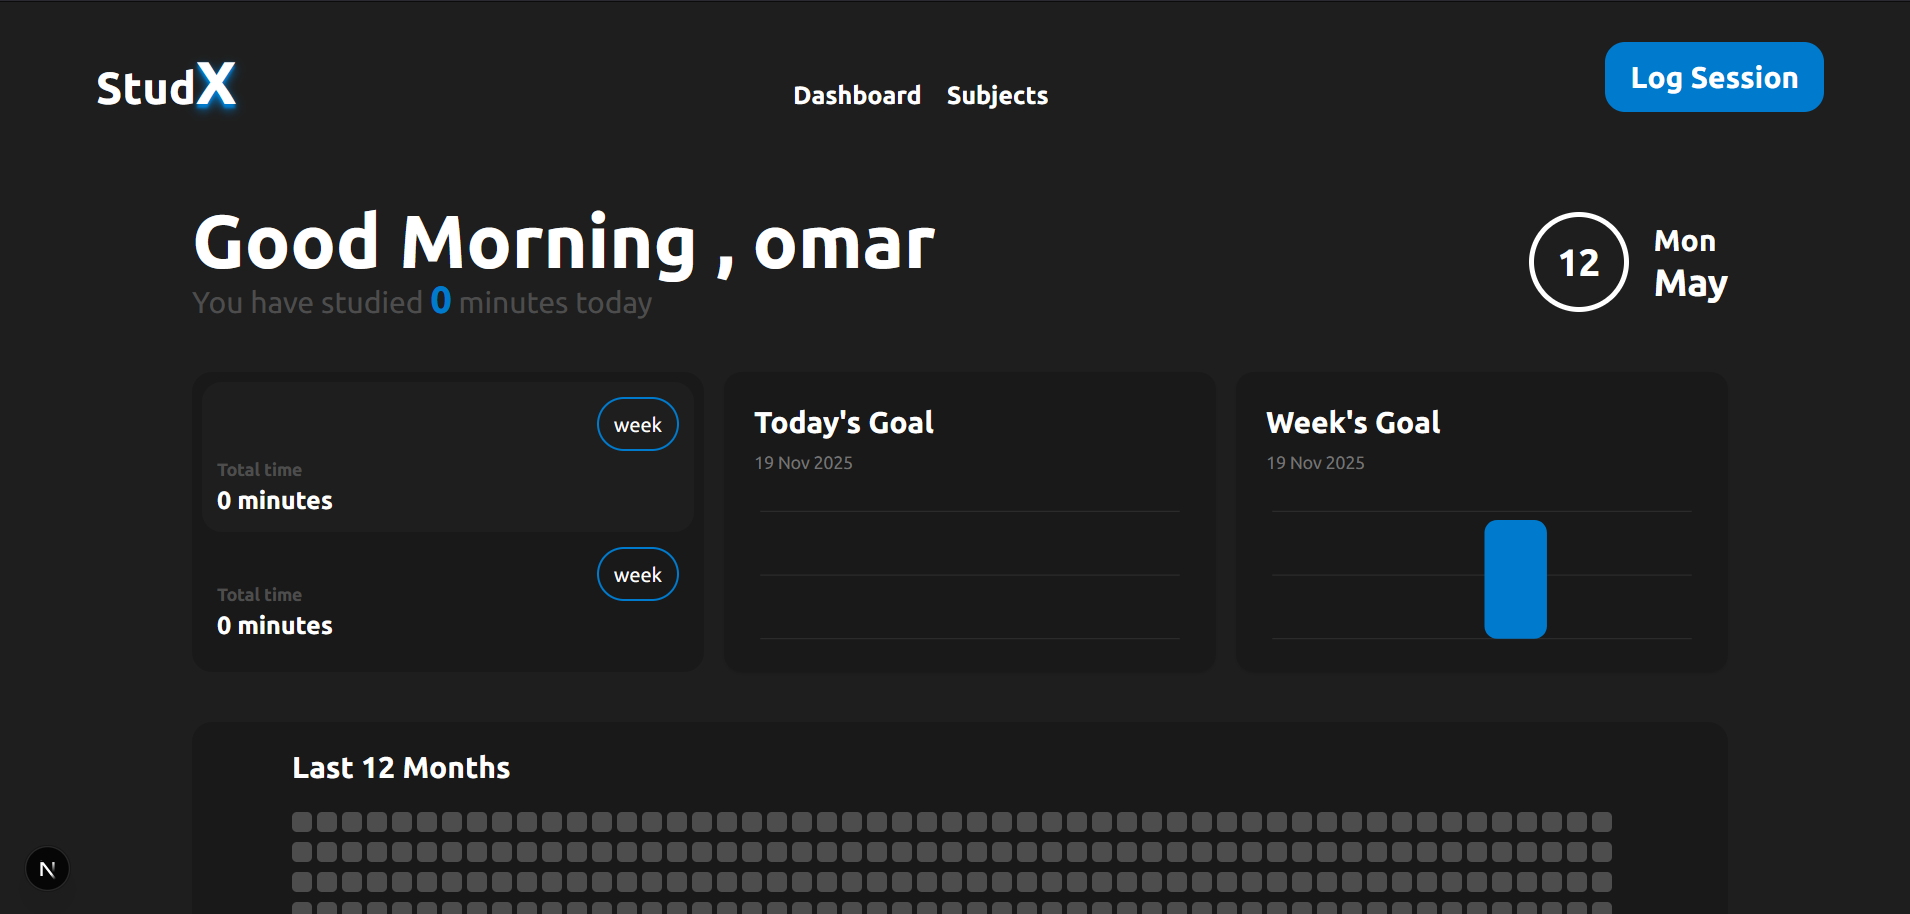 StudX
Dashboard Subjects
Log Session
Good Morning , omar
You have studied 0 minutes today
12
Mon
May
week
Total time
0 minutes
week
Total time
0 minutes
Today's Goal
19 Nov 2025
Week's Goal
19 Nov 2025
Last 12 Months
N